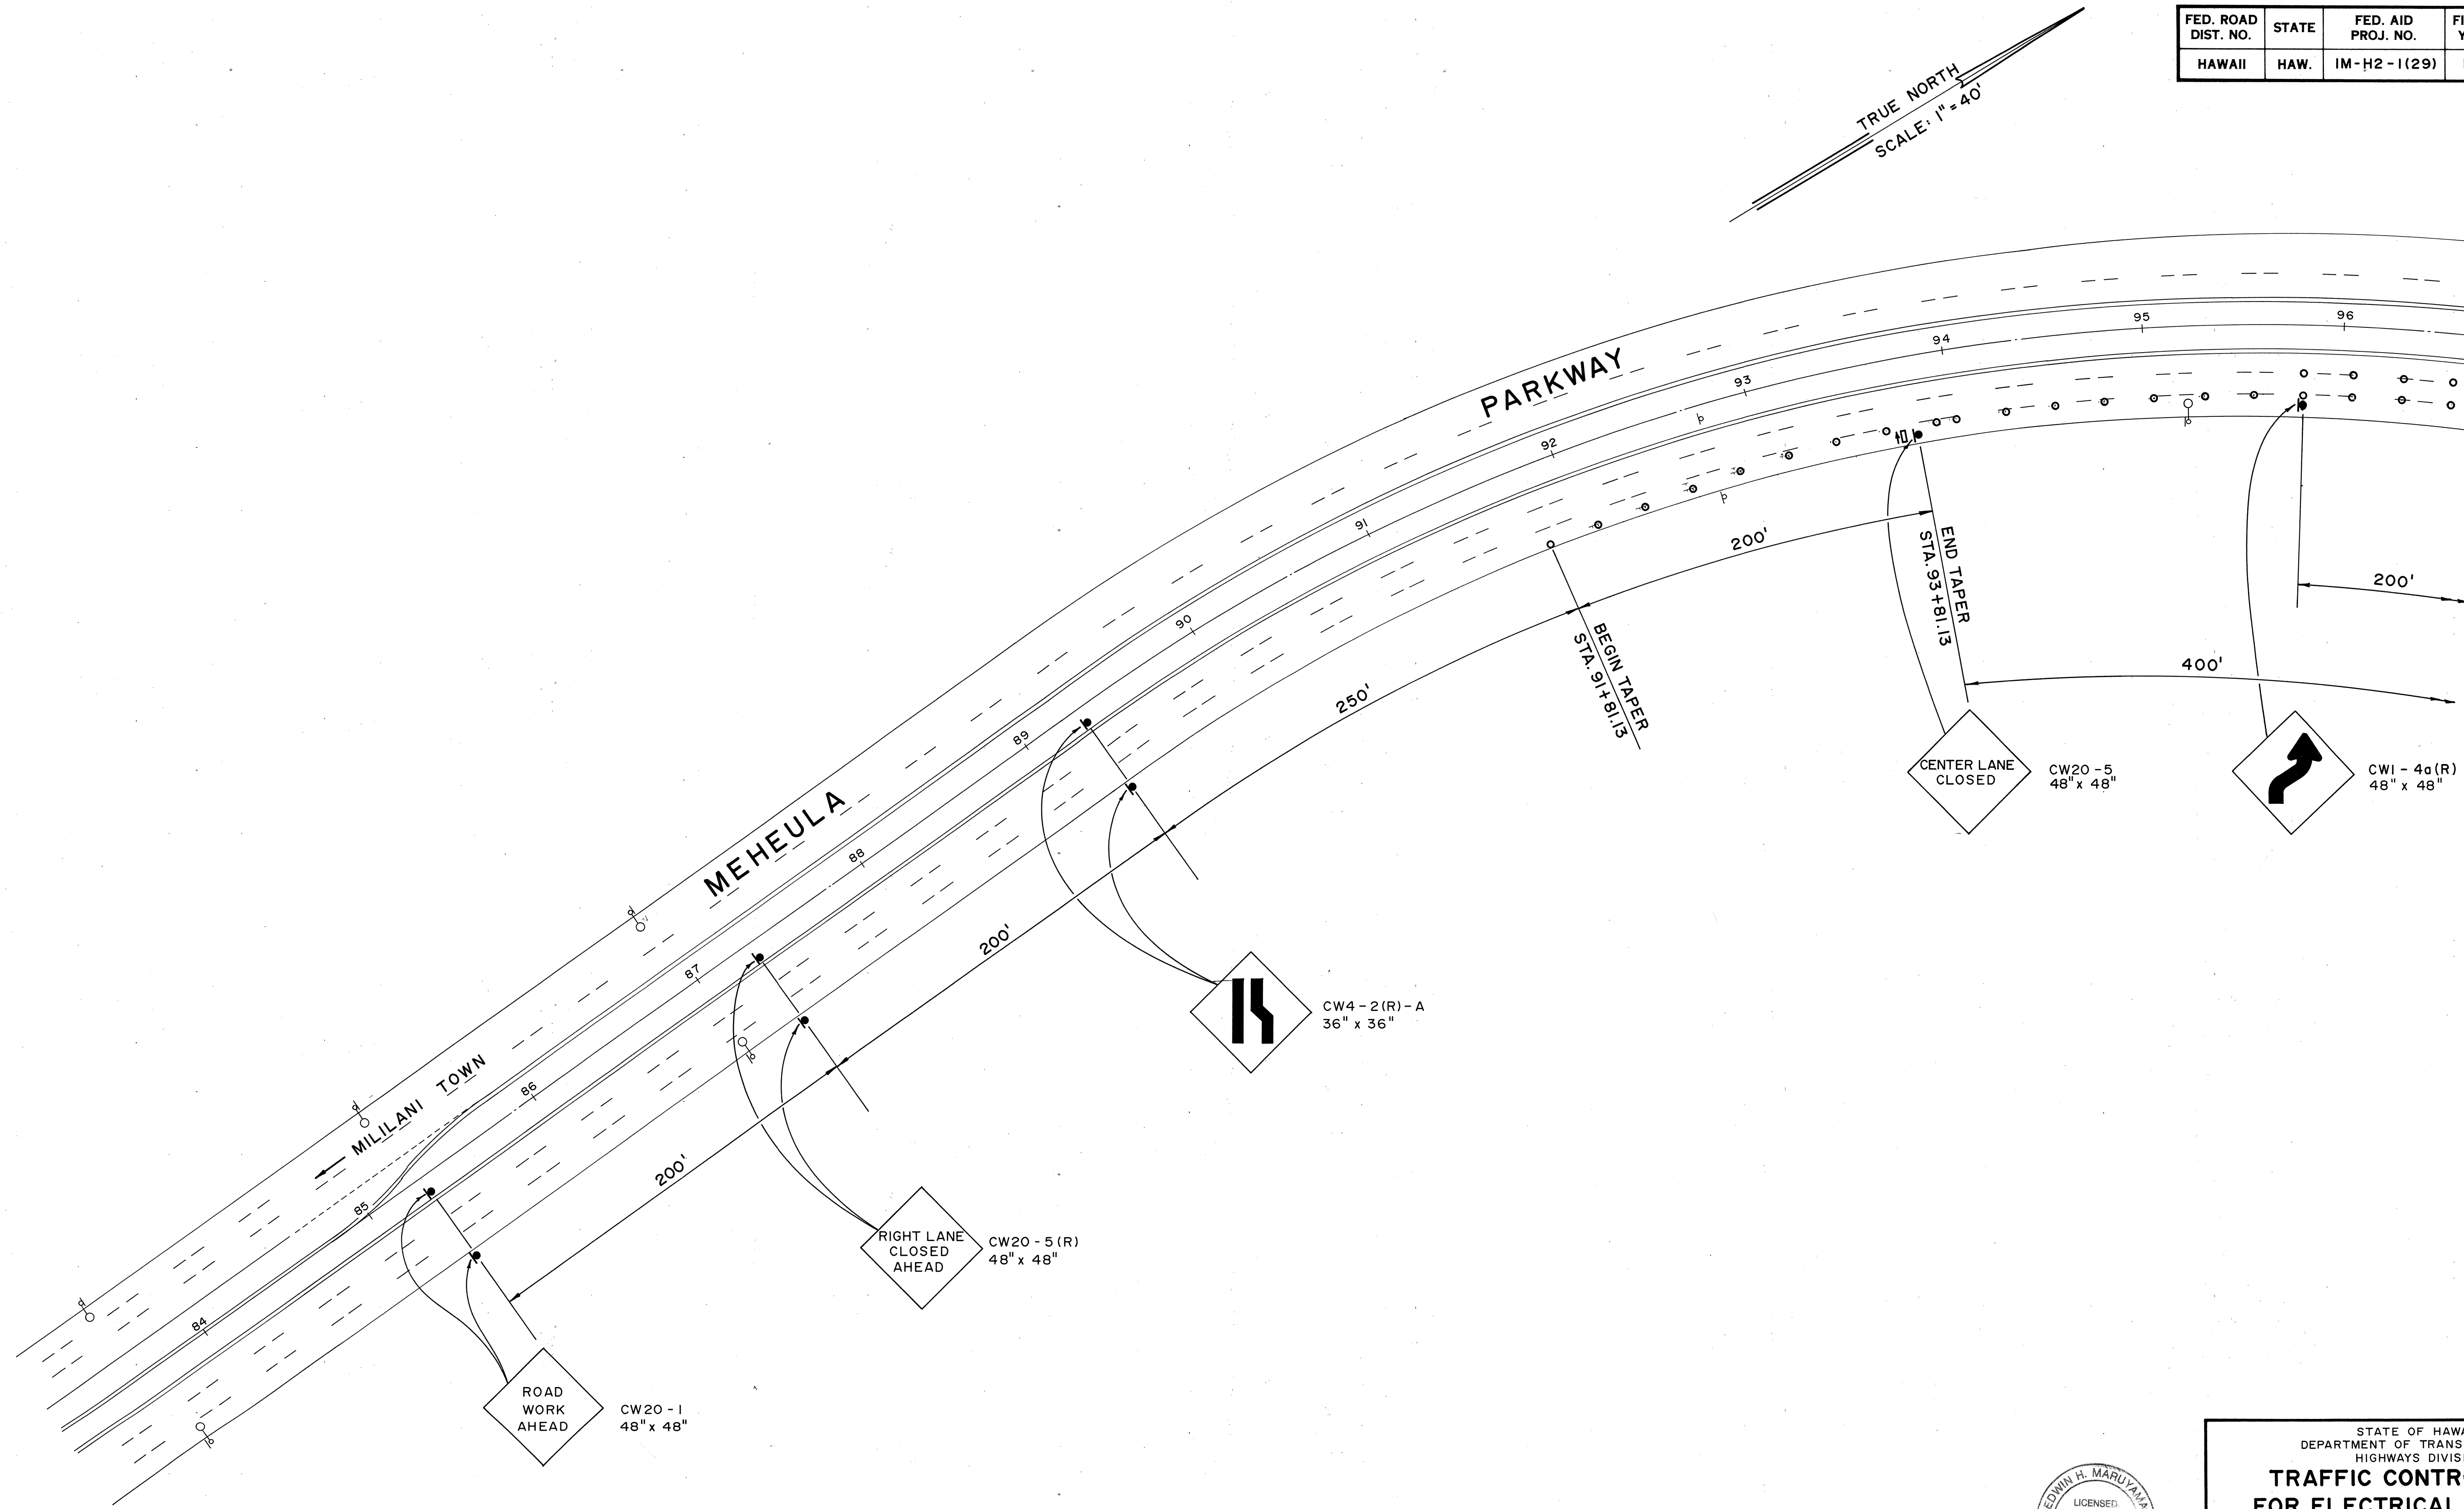 FED. ROAD DIST. NO.
STATE
FED. AID PROJ. NO.
HAWAII
HAW.
IM-H2-1(29)
TRUE NORTH
SCALE: 1" = 40'
PARKWAY
MEHEULA
MILILANI TOWN
84
85
86
87
88
89
90
91
92
93
94
95
96
200'
200'
250'
200'
400'
200'
BEGIN TAPER
STA. 91+81.13
END TAPER
STA. 93+81.13
CENTER LANE
CLOSED
CW20-5
48" x 48"
CW1-4a(R)
48" x 48"
CW4-2(R)-A
36" x 36"
RIGHT LANE
CLOSED
AHEAD
CW20-5(R)
48" x 48"
ROAD
WORK
AHEAD
CW20-1
48" x 48"
EDWIN H. MARUYAMA
LICENSED
STATE OF HAWA
DEPARTMENT OF TRANS
HIGHWAYS DIVIS
TRAFFIC CONTR
FOR ELECTRICAL